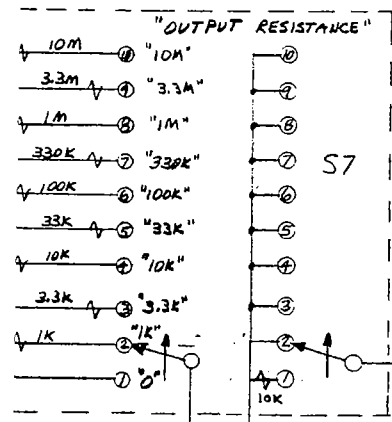 "OUTPUT RESISTANCE"
10M 10 "10M" 10
3.3M 9 "3.3M" 9
1M 8 "1M" 8
330K 7 "330K" 7 S7
100K 6 "100K" 6
33K 5 "33K" 5
10K 4 "10K" 4
3.3K 3 "3.3K" 3
1K 2 "1K" 2
1 "0" 1
10K